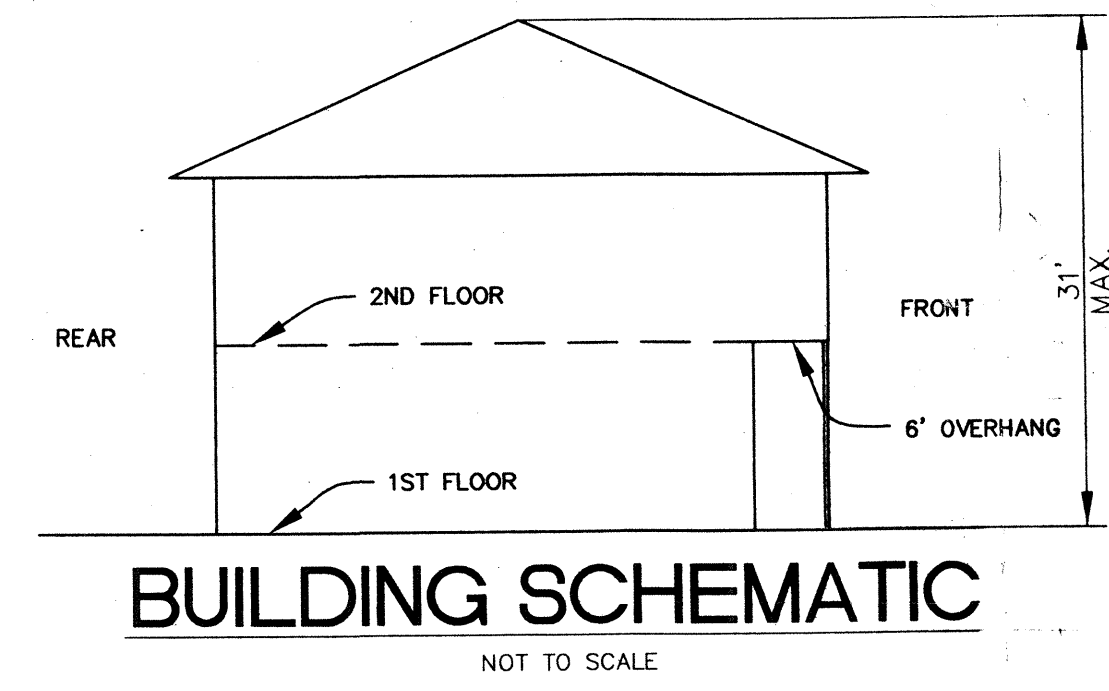 31'
MAX.
2ND FLOOR
FRONT
REAR
6' OVERHANG
1ST FLOOR
BUILDING SCHEMATIC
NOT TO SCALE